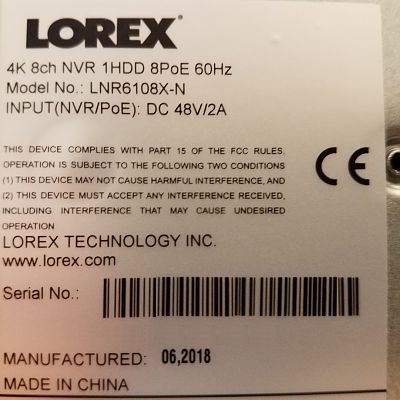 LOREX
4K 8ch NVR 1HDD 8PoE 60Hz
Model No.: LNR6108X-N
INPUT(NVR/PoE): DC 48V/2A
THIS DEVICE COMPLIES WITH PART 15 OF THE FCC RULES.
OPERATION IS SUBJECT TO THE FOLLOWING TWO CONDITIONS
(1) THIS DEVICE MAY NOT CAUSE HARMFUL INTERFERENCE, AND
(2) THIS DEVICE MUST ACCEPT ANY INTERFERENCE RECEIVED,
INCLUDING INTERFERENCE THAT MAY CAUSE UNDESIRED
OPERATION
CE
LOREX TECHNOLOGY INC.
www.lorex.com
Serial No.:
MANUFACTURED: 06,2018
MADE IN CHINA